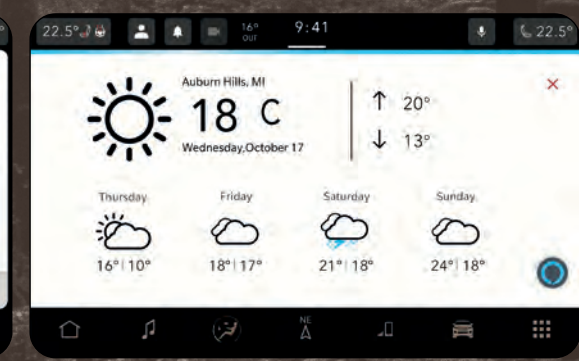 22.5°
16°
OUT
9:41
22.5°
Auburn Hills, MI
18 C
Wednesday,October 17
↑ 20°
↓ 13°
Thursday
Friday
Saturday
Sunday
16°|10°
18°|17°
21°|18°
24°|18°
NE